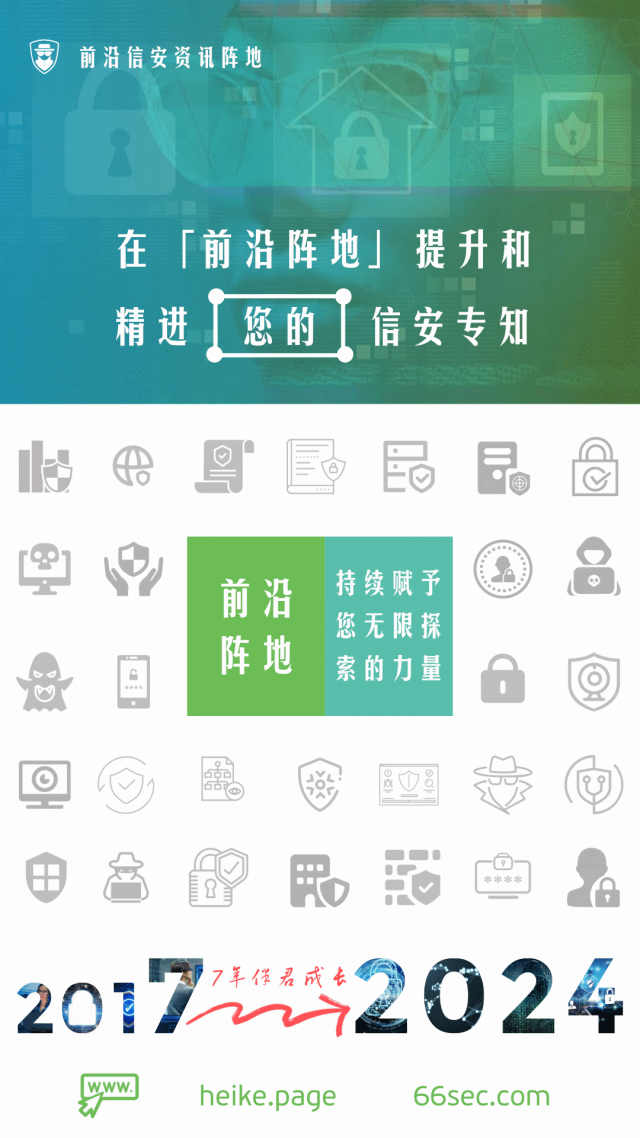 前沿信安资讯阵地
在「前沿阵地」提升和
精进 您的 信安专知
前沿
阵地
持续赋予
您无限探
索的力量
****
7年伴君成长
2017 2024
www.
heike.page
66sec.com